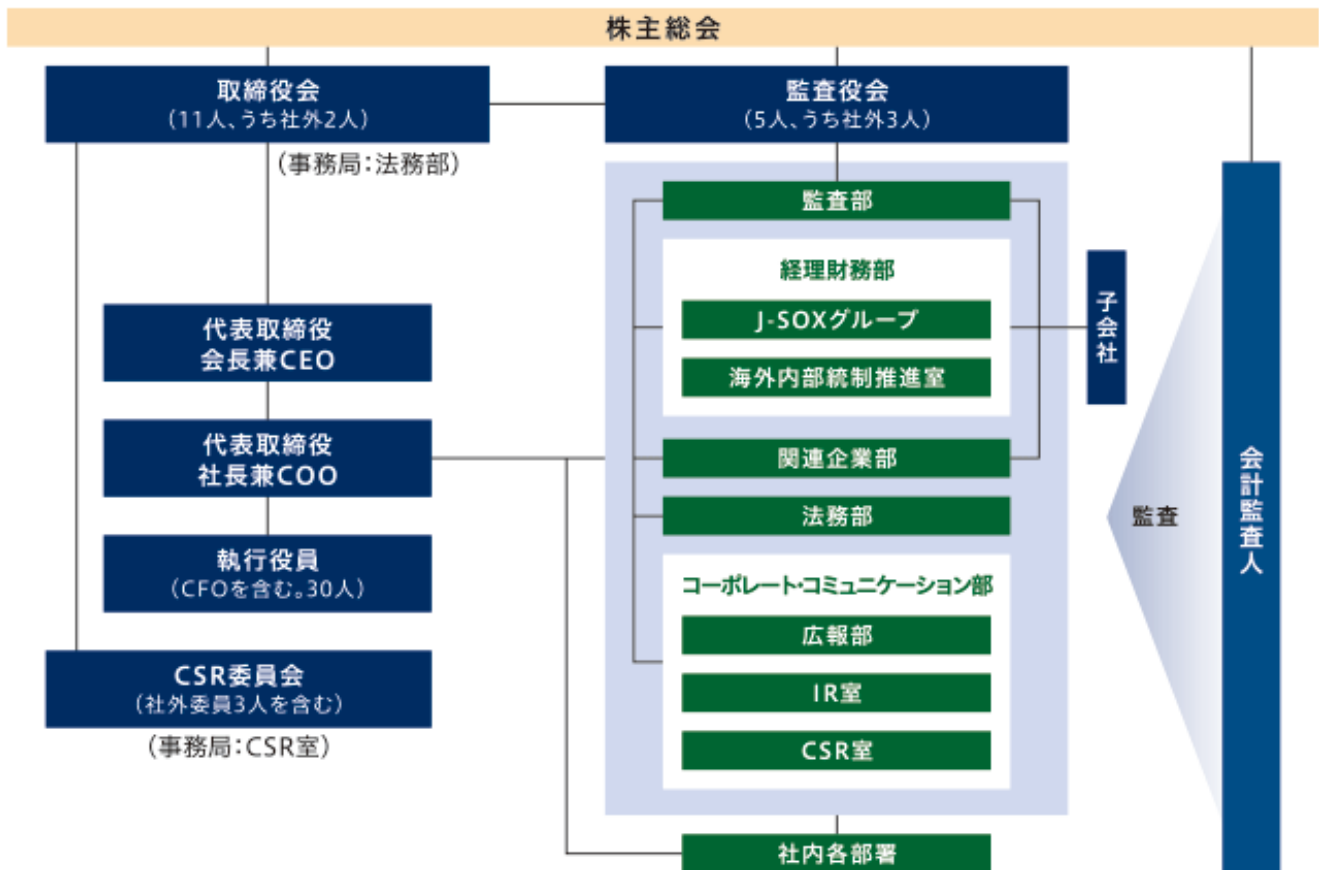 株主総会
取締役会
(11人、うち社外2人)
(事務局:法務部)
監査役会
(5人、うち社外3人)
代表取締役
会長兼CEO
代表取締役
社長兼COO
執行役員
(CFOを含む。30人)
CSR委員会
(社外委員3人を含む)
(事務局:CSR室)
監査部
経理財務部
J-SOXグループ
海外内部統制推進室
関連企業部
法務部
コーポレート・コミュニケーション部
広報部
IR室
CSR室
社内各部署
子会社
監査
会計監査人